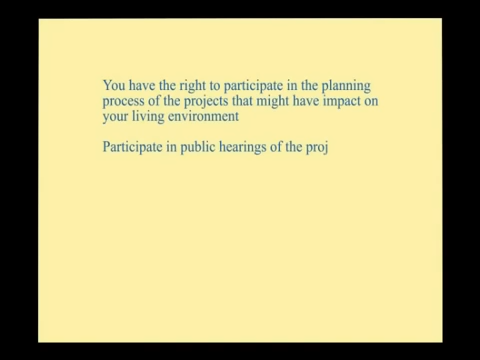 You have the right to participate in the planning
process of the projects that might have impact on
your living environment
Participate in public hearings of the proj